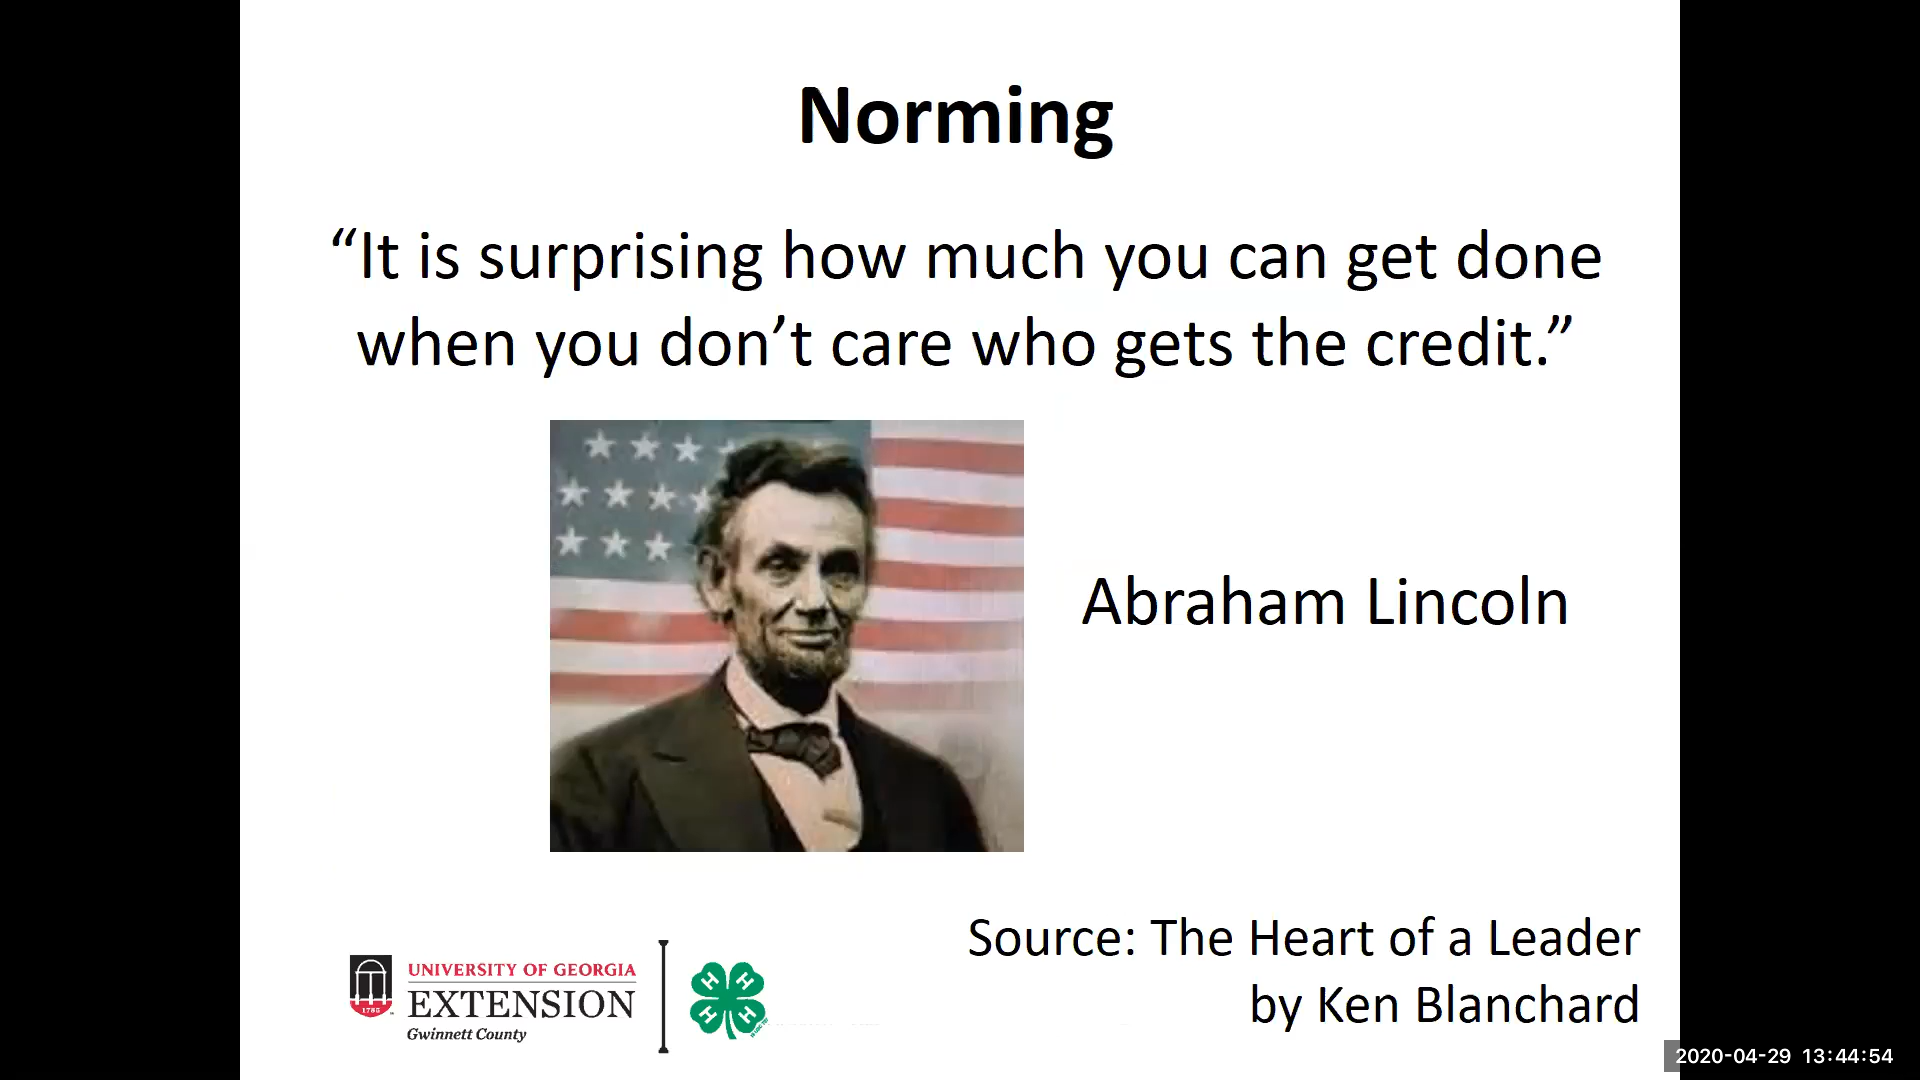 Norming
“It is surprising how much you can get done
when you don’t care who gets the credit.”
Abraham Lincoln
Source: The Heart of a Leader
by Ken Blanchard
UNIVERSITY OF GEORGIA
EXTENSION
Gwinnett County
1785
H H
H H
2020-04-29 13:44:54